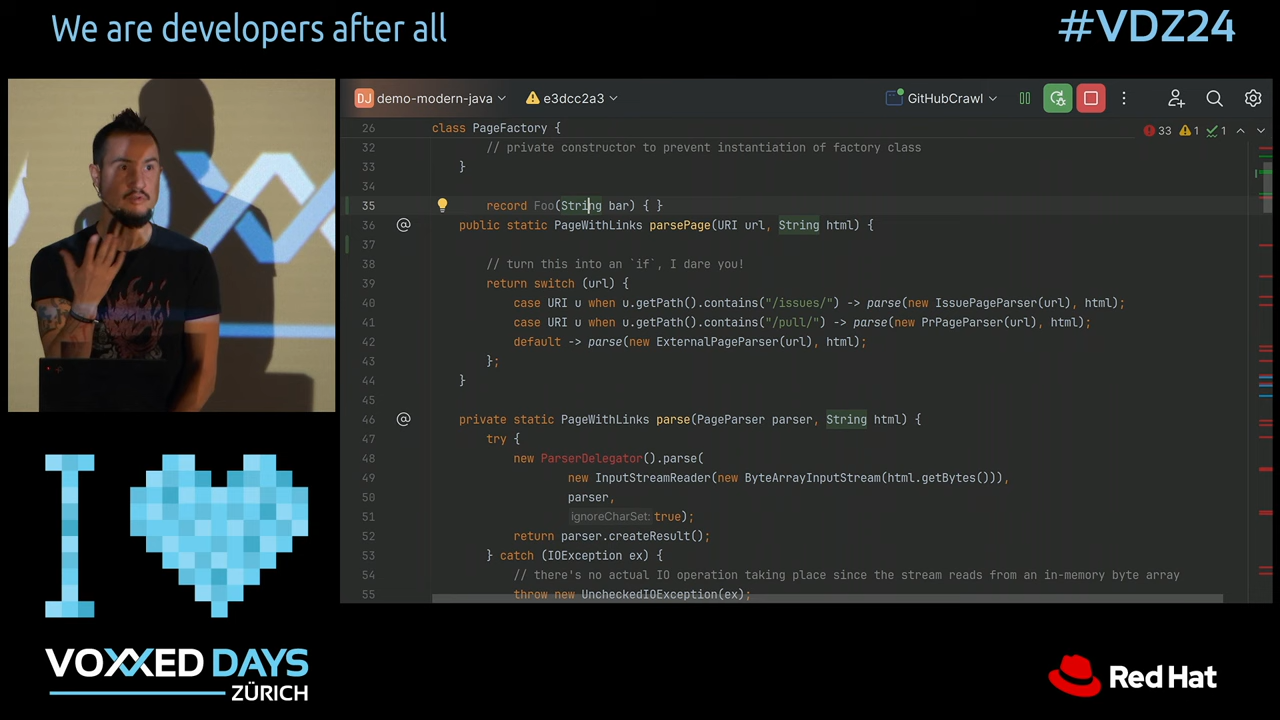 We are developers after all
#VDZ24
DJ demo-modern-java
e3dcc2a3
GitHubCrawl
26 class PageFactory {
33 1 1
32 // private constructor to prevent instantiation of factory class
33 }
34
35 record Foo(String bar) { }
36 @ public static PageWithLinks parsePage(URI url, String html) {
37
38 // turn this into an `if`, I dare you!
39 return switch (url) {
40 case URI u when u.getPath().contains("/issues/") -> parse(new IssuePageParser(url), html);
41 case URI u when u.getPath().contains("/pull/") -> parse(new PrPageParser(url), html);
42 default -> parse(new ExternalPageParser(url), html);
43 };
44 }
45
46 @ private static PageWithLinks parse(PageParser parser, String html) {
47 try {
48 new ParserDelegator().parse(
49 new InputStreamReader(new ByteArrayInputStream(html.getBytes())),
50 parser,
51 ignoreCharSet: true);
52 return parser.createResult();
53 } catch (IOException ex) {
54 // there's no actual IO operation taking place since the stream reads from an in-memory byte array
55 throw new UncheckedIOException(ex);
I
VOXXED DAYS
ZÜRICH
Red Hat